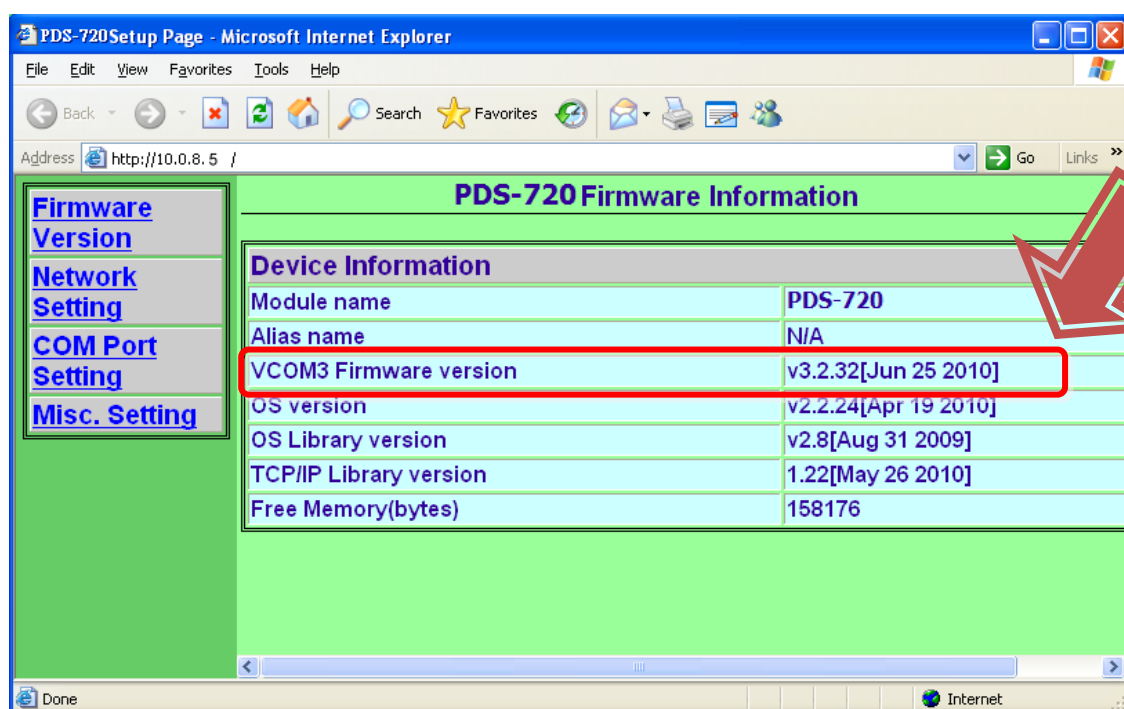 PDS-720Setup Page - Microsoft Internet Explorer
File Edit View Favorites Tools Help
Back Search Favorites
Address http://10.0.8. 5 / Go Links »
Firmware
Version
Network
Setting
COM Port
Setting
Misc. Setting
PDS-720 Firmware Information
Device Information
Module name PDS-720
Alias name N/A
VCOM3 Firmware version v3.2.32[Jun 25 2010]
OS version v2.2.24[Apr 19 2010]
OS Library version v2.8[Aug 31 2009]
TCP/IP Library version 1.22[May 26 2010]
Free Memory(bytes) 158176
Done Internet